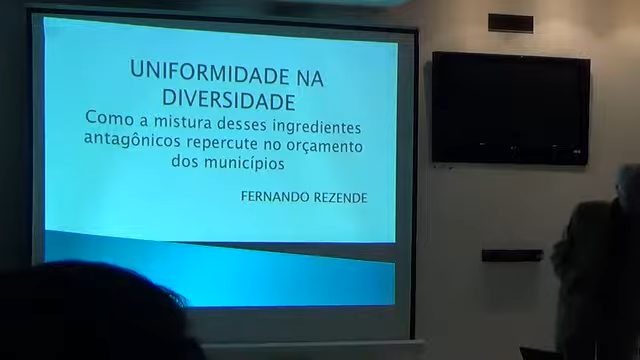 UNIFORMIDADE NA
DIVERSIDADE
Como a mistura desses ingredientes
antagônicos repercute no orçamento
dos municípios
FERNANDO REZENDE